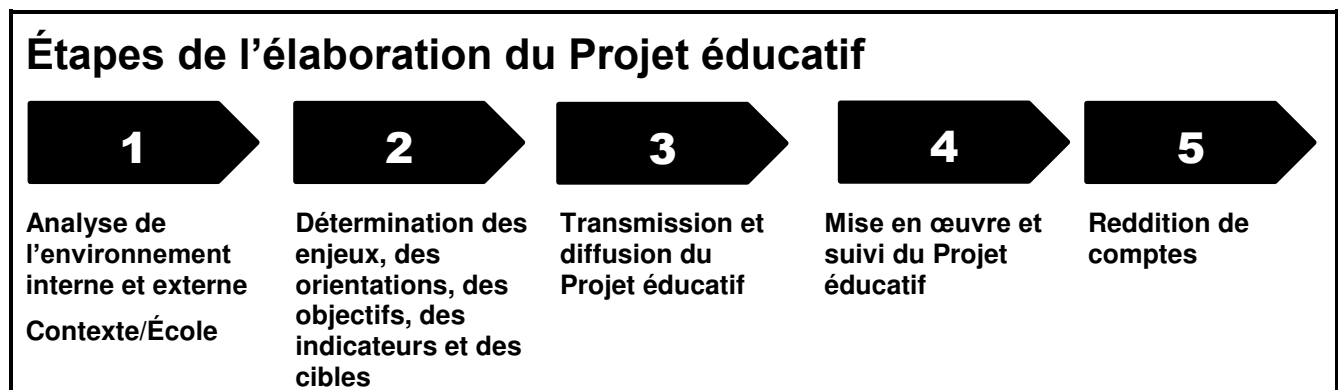 Étapes de l’élaboration du Projet éducatif
1
2
3
4
5
Analyse de
l’environnement
interne et externe
Contexte/École
Détermination des
enjeux, des
orientations, des
objectifs, des
indicateurs et des
cibles
Transmission et
diffusion du
Projet éducatif
Mise en œuvre et
suivi du Projet
éducatif
Reddition de
comptes